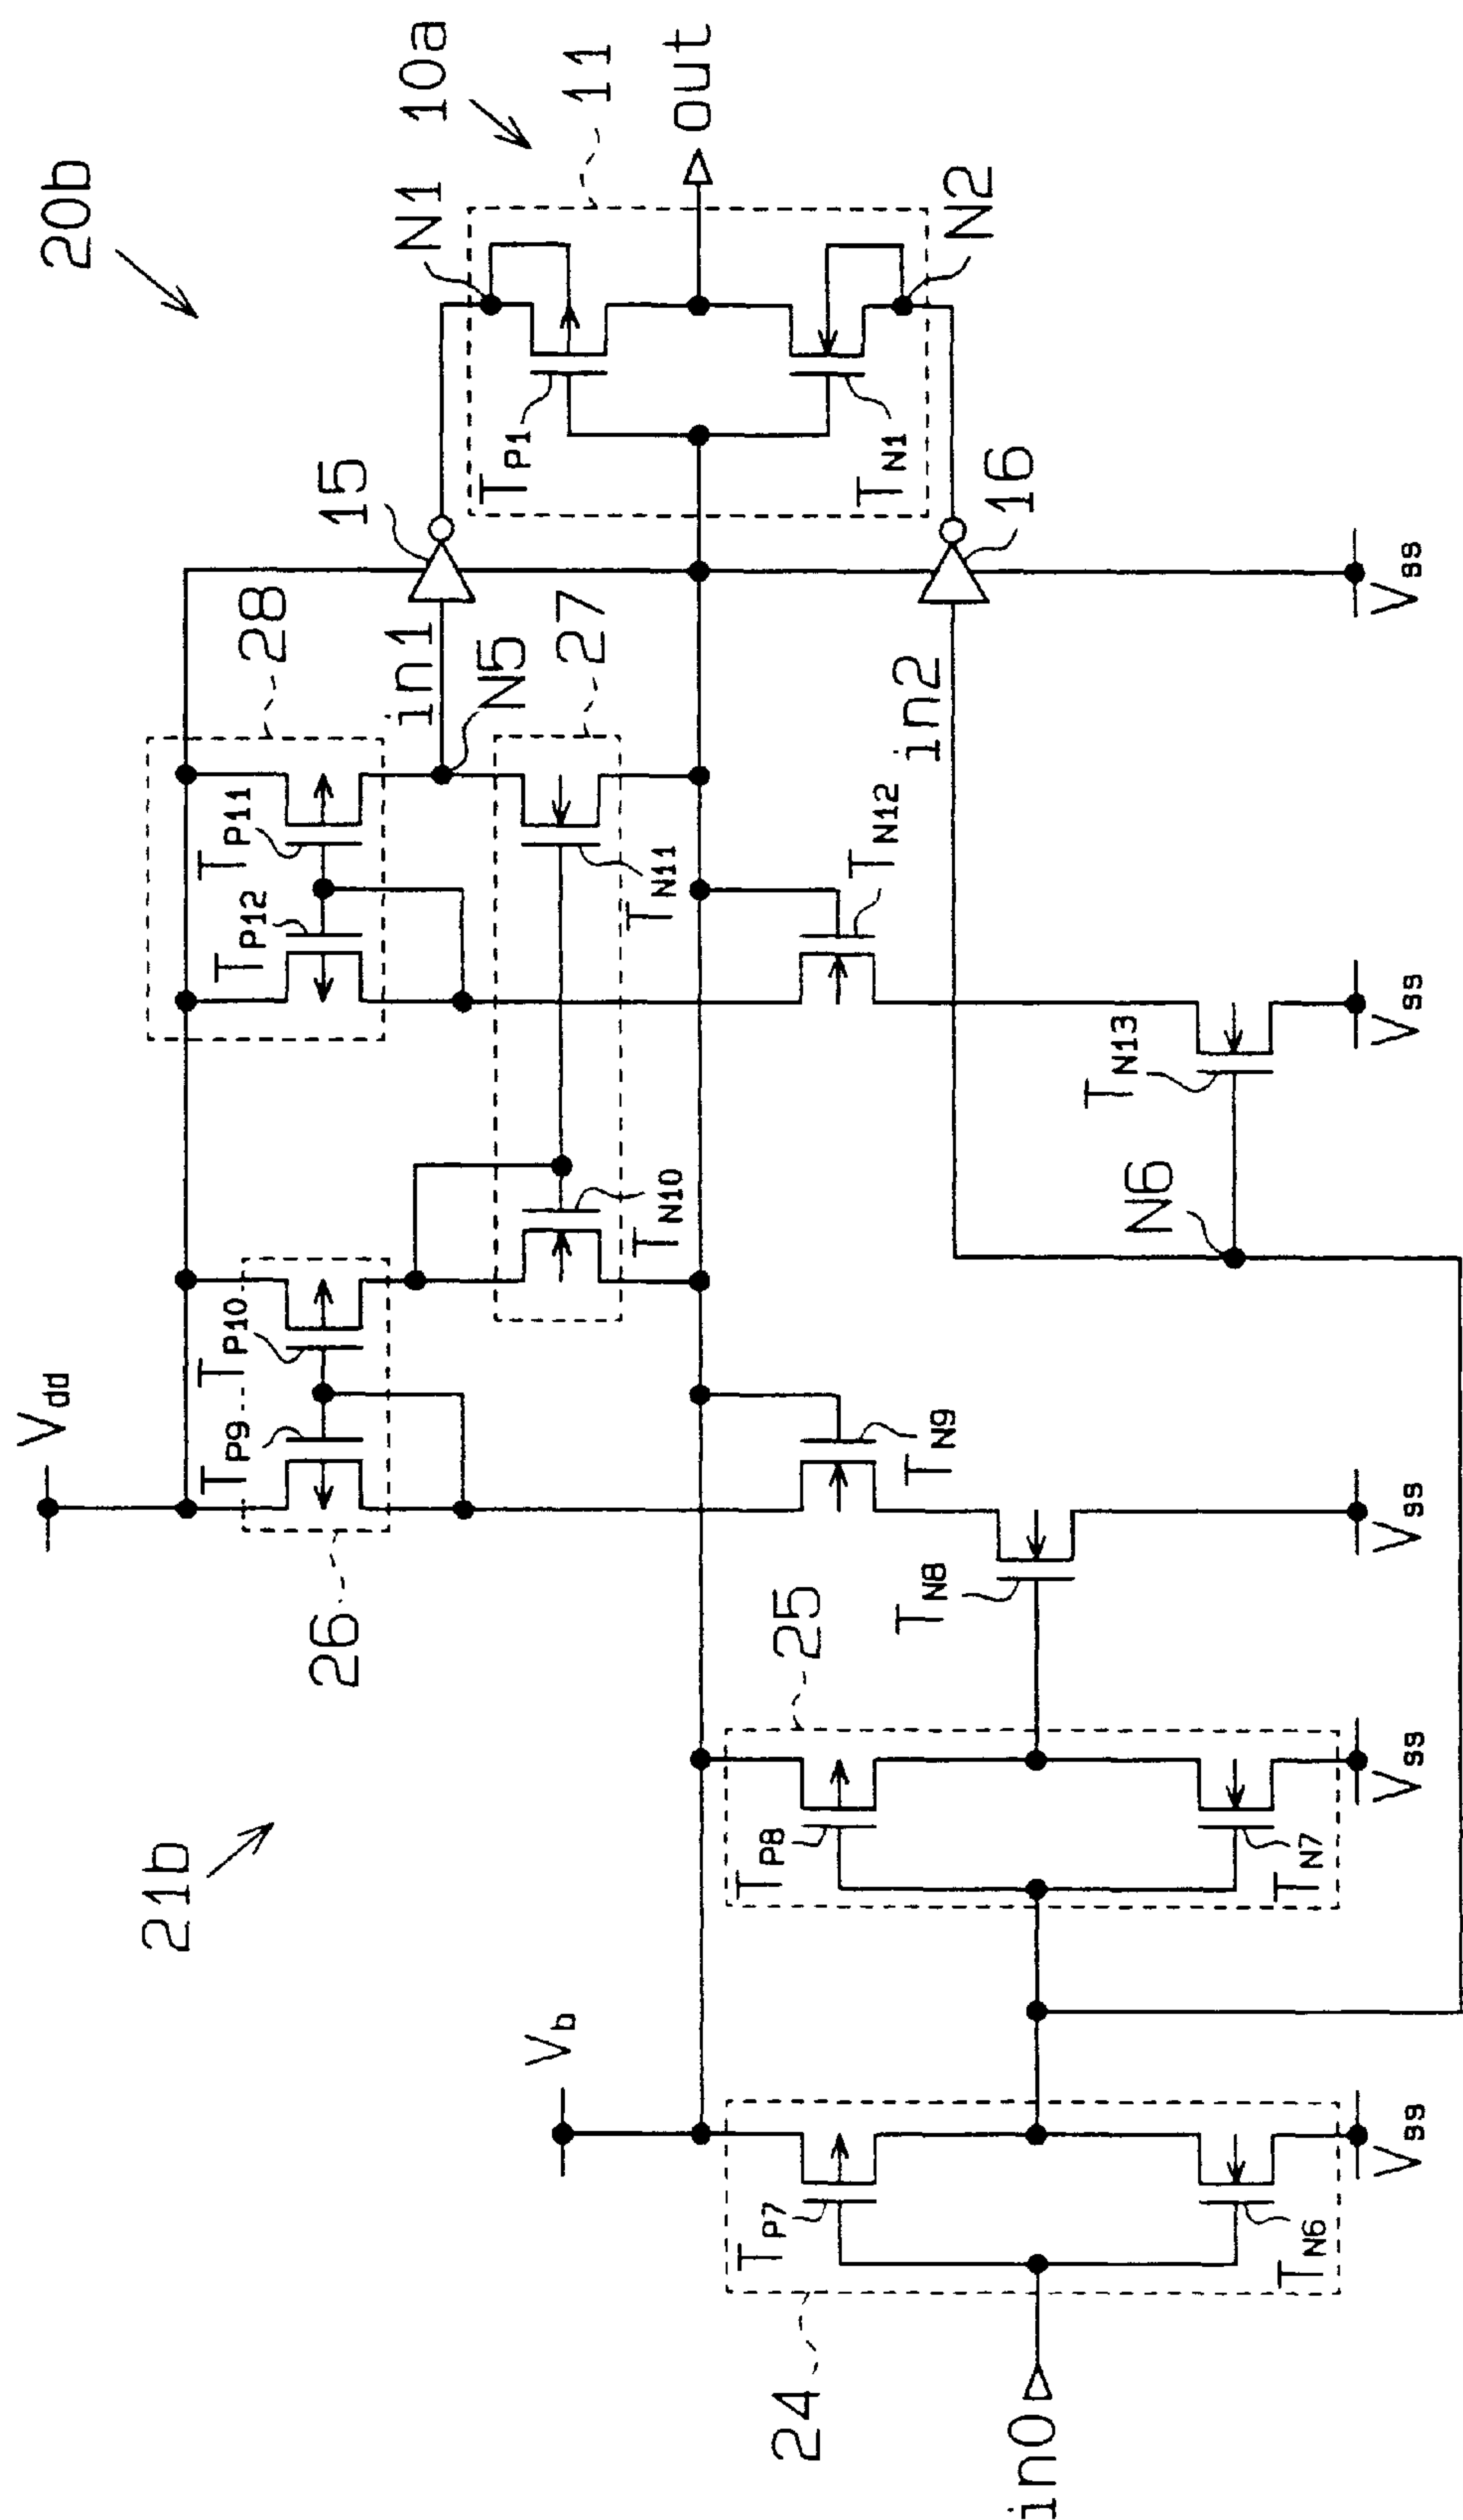 20b
10a
11
out
N1
N2
TP1
TN1
15
16
Vss
28
27
in1
N5
in2
TP11
TP12
TN11
TN12
TN13
Vss
N6
TN10
TP10
TP9
Vdd
26
TN9
TN8
Vss
25
21b
TP8
TN7
Vss
Vb
TP7
TN6
Vss
24
in0